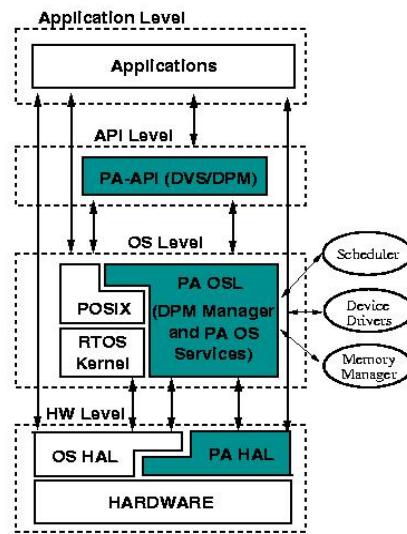 Application Level
Applications
API Level
PA-API (DVS/DPM)
OS Level
POSIX
RTOS
Kernel
PA OSL
(DPM Manager
and PA OS
Services)
Scheduler
Device
Drivers
Memory
Manager
HW Level
OS HAL
PA HAL
HARDWARE